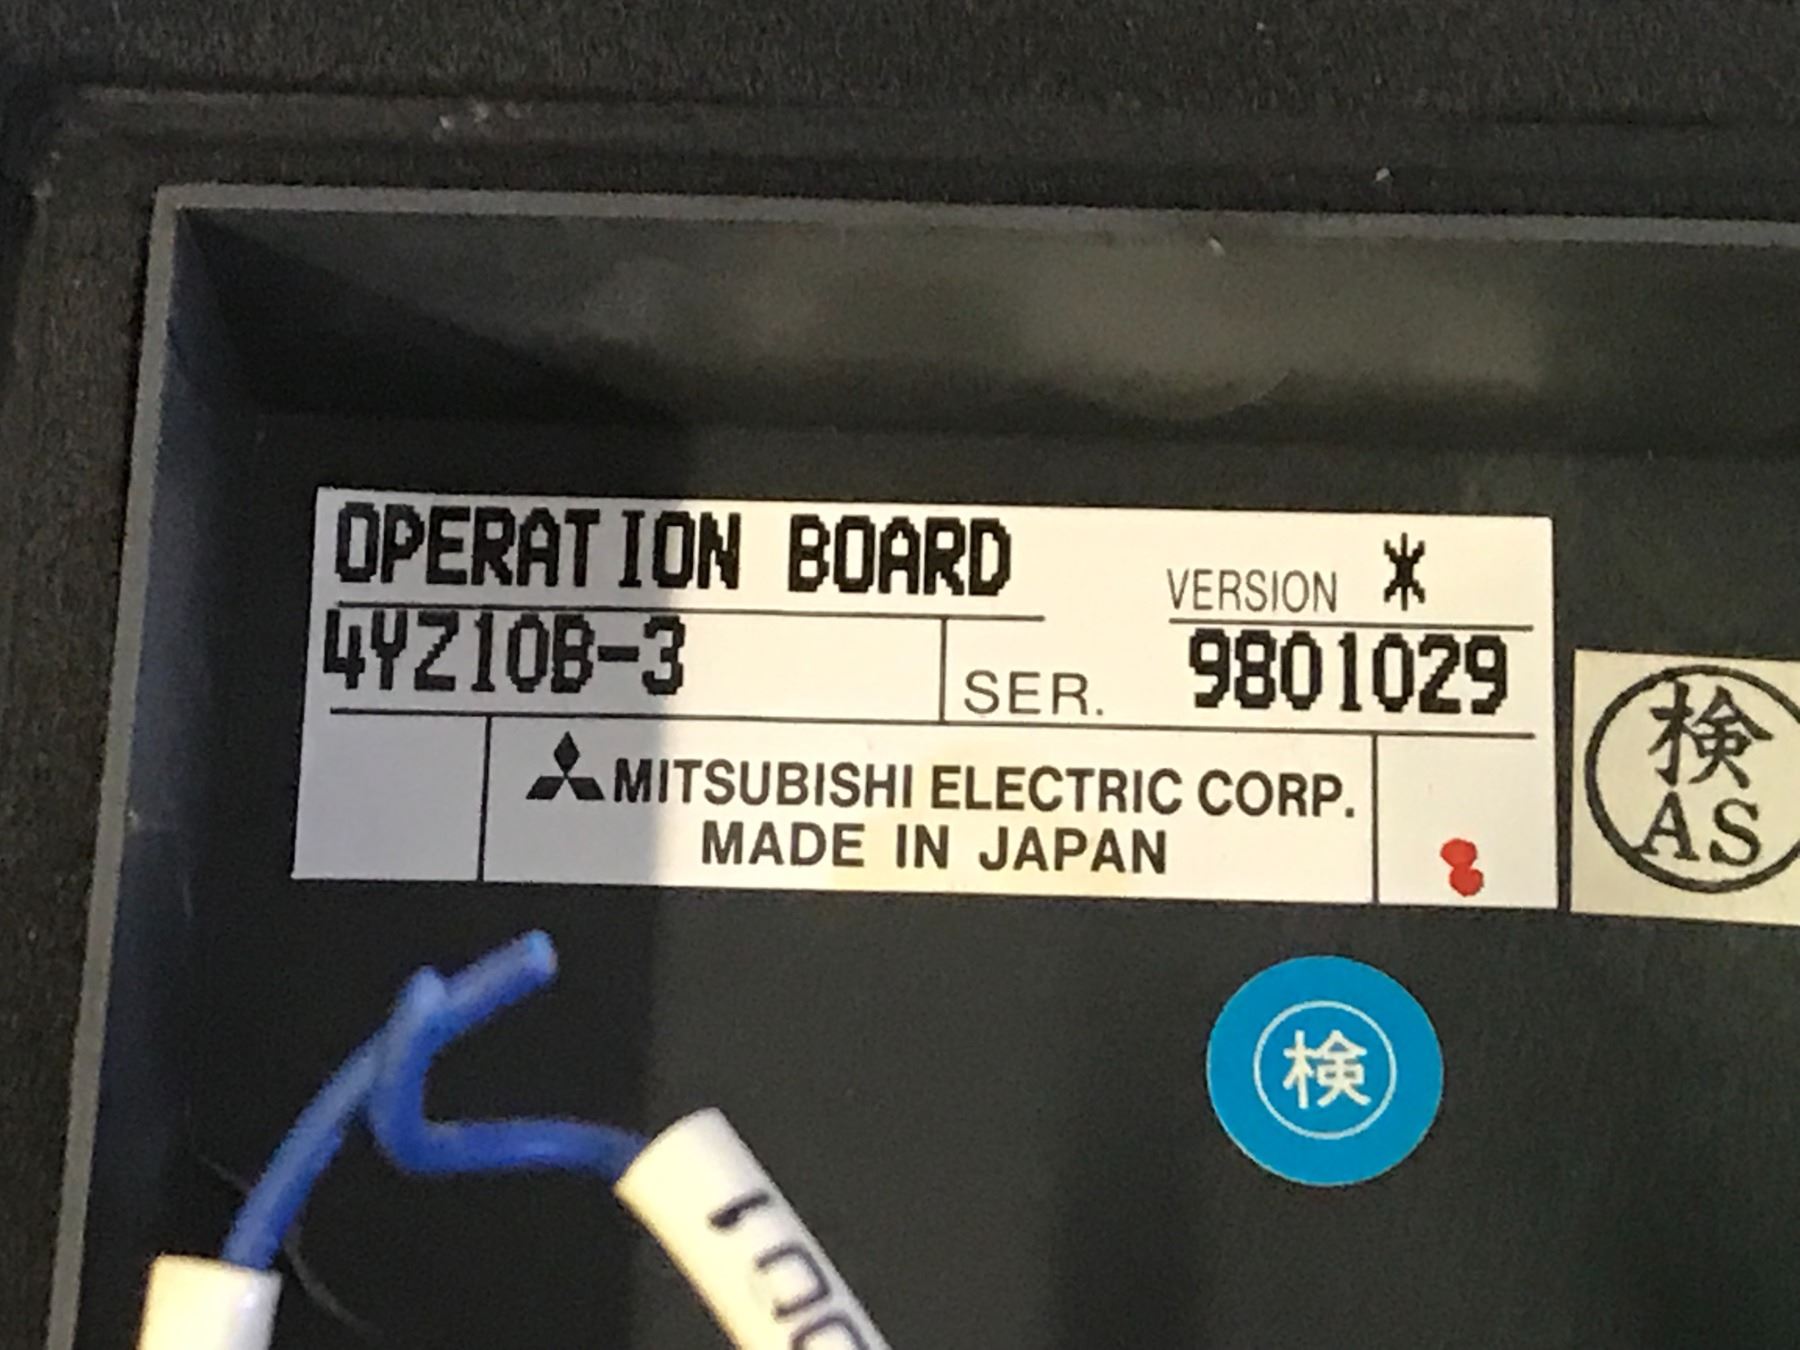 OPERATION BOARD
VERSION *
4YZ10B-3
SER. 9801029
MITSUBISHI ELECTRIC CORP.
MADE IN JAPAN
検
AS
検